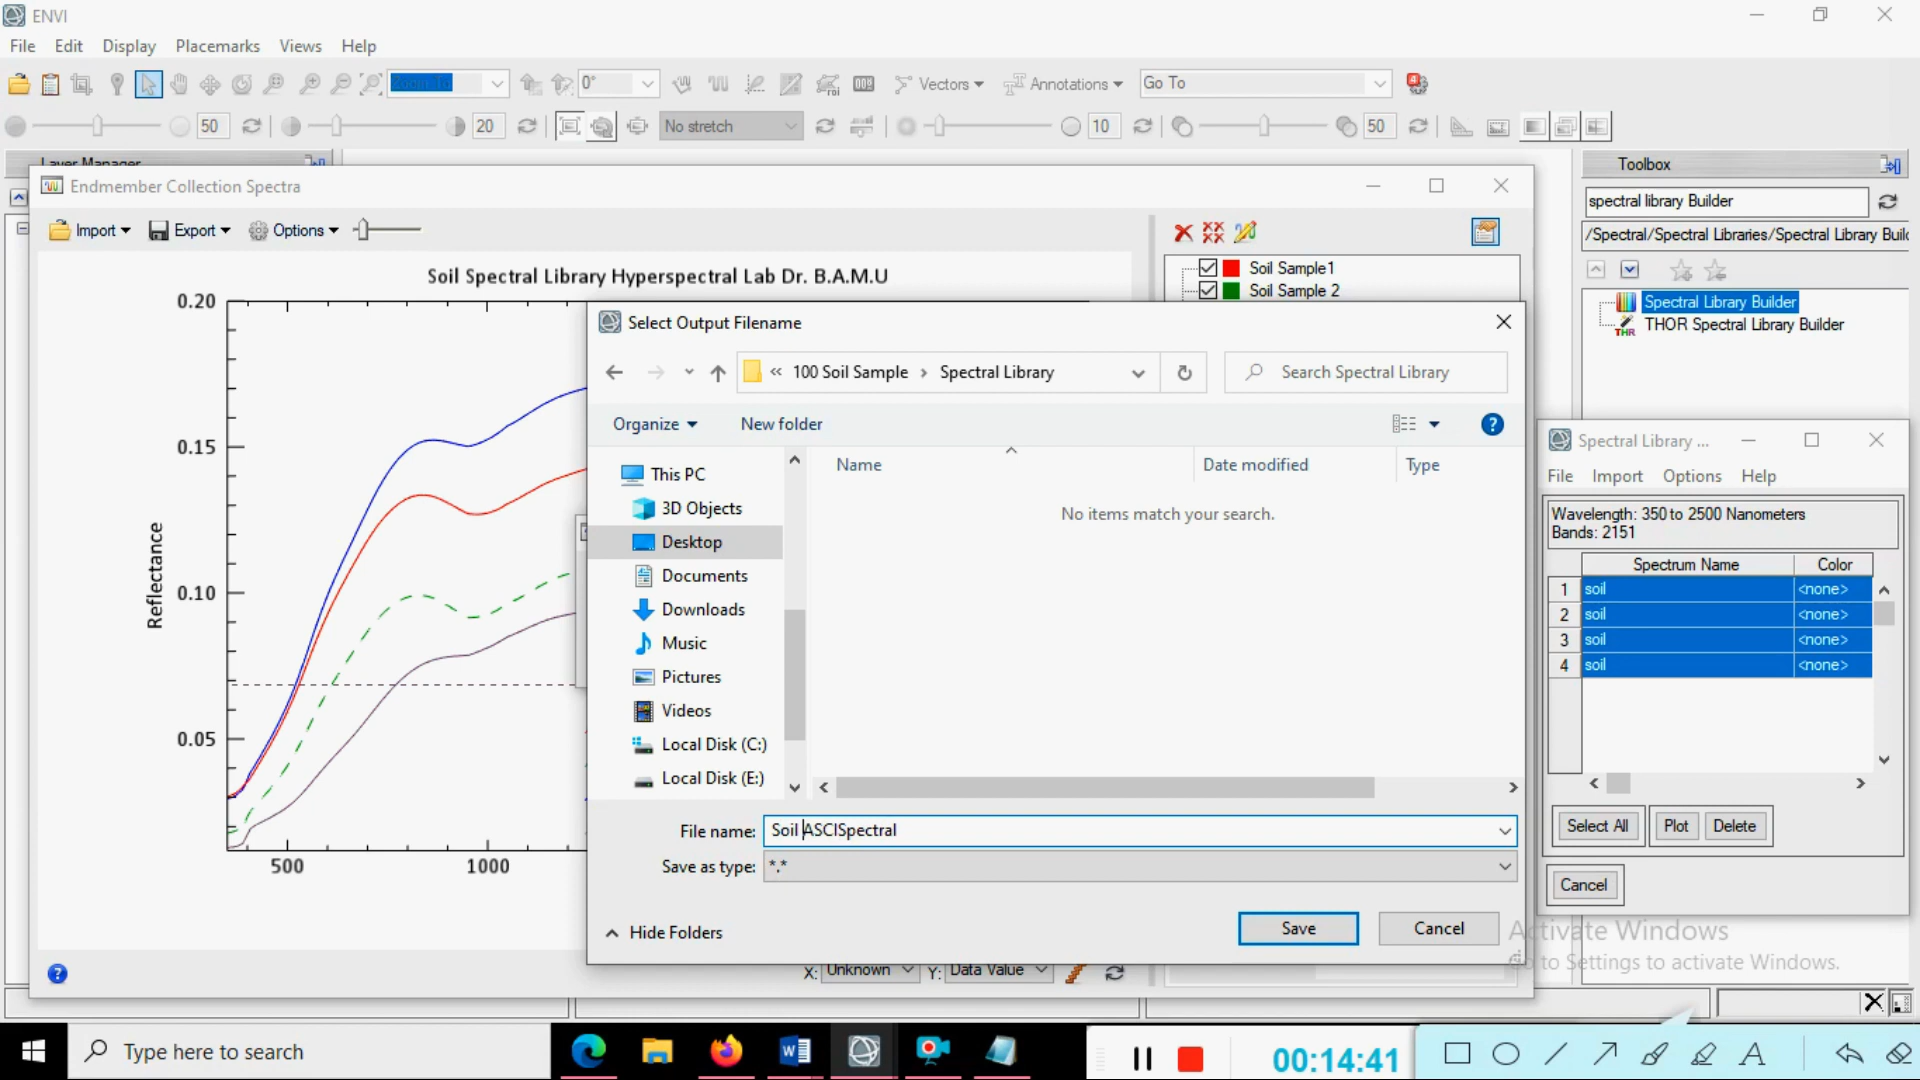 ENVI
File Edit Display Placemarks Views Help
0° Vectors Annotations Go To
50 20 No stretch 10 50
Layer Manager
Toolbox
Endmember Collection Spectra
spectral library Builder
/Spectral/Spectral Libraries/Spectral Library Buil
Import Export Options
Soil Spectral Library Hyperspectral Lab Dr. B.A.M.U
Soil Sample1
Soil Sample 2
Spectral Library Builder
THOR Spectral Library Builder
0.20
0.15
0.10
0.05
Reflectance
500 1000
Select Output Filename
« 100 Soil Sample › Spectral Library
Search Spectral Library
Organize New folder
Name Date modified Type
No items match your search.
This PC
3D Objects
Desktop
Documents
Downloads
Music
Pictures
Videos
Local Disk (C:)
Local Disk (E:)
File name: Soil ASCISpectral
Save as type: *.*
Hide Folders
Save Cancel
X: Unknown Y: Data Value
Spectral Library ...
File Import Options Help
Wavelength: 350 to 2500 Nanometers
Bands: 2151
Spectrum Name Color
1 soil <none>
2 soil <none>
3 soil <none>
4 soil <none>
Select All Plot Delete
Cancel
Activate Windows
Go to Settings to activate Windows.
Type here to search
00:14:41